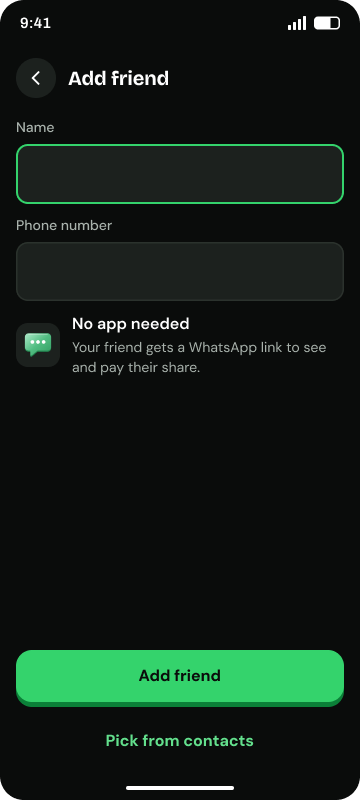 9:41
Add friend
Name
Phone number
No app needed
Your friend gets a WhatsApp link to see
and pay their share.
Add friend
Pick from contacts